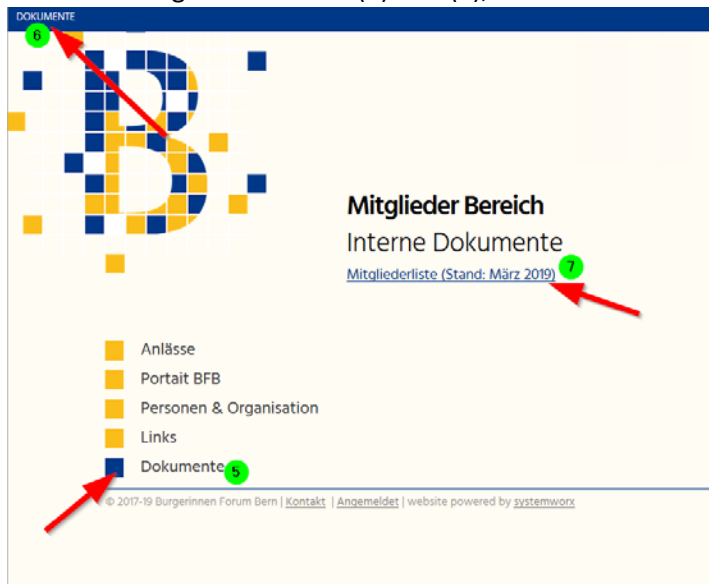 DOKUMENTE
6
Mitglieder Bereich
Interne Dokumente
7
Mitgliederliste (Stand: März 2019)
Anlässe
Portait BFB
Personen & Organisation
Links
Dokumente
5
© 2017-19 Burgerinnen Forum Bern | Kontakt | Angemeldet | website powered by systemworx